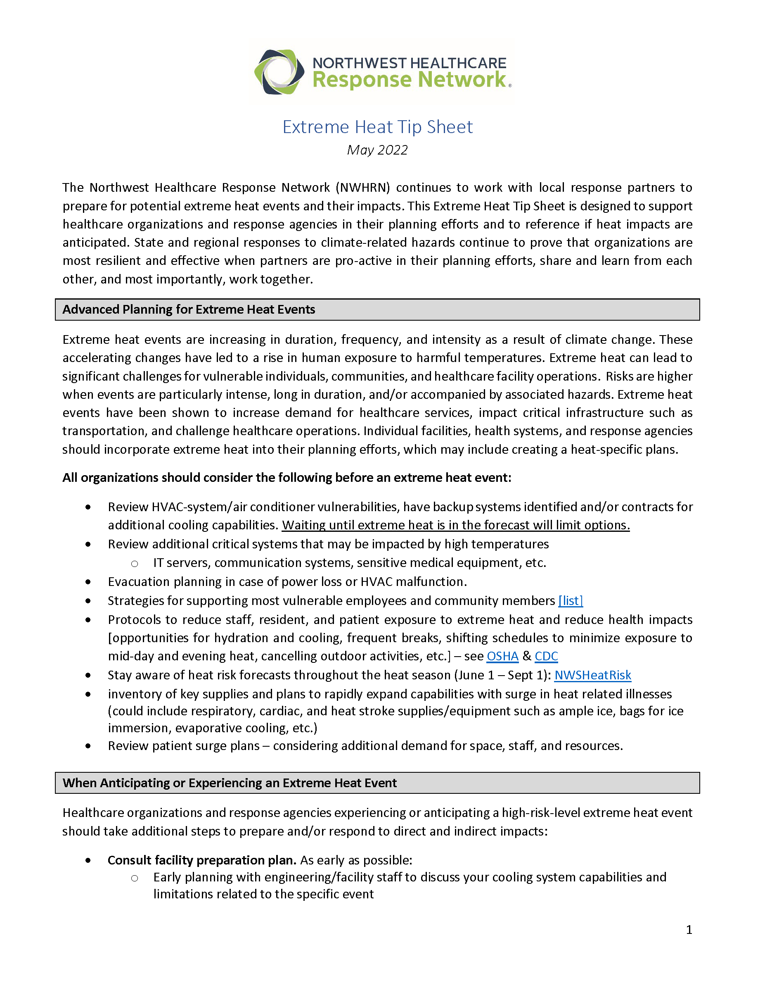 NORTHWEST HEALTHCARE
Response Network®
Extreme Heat Tip Sheet
May 2022
The Northwest Healthcare Response Network (NWHRN) continues to work with local response partners to
prepare for potential extreme heat events and their impacts. This Extreme Heat Tip Sheet is designed to support
healthcare organizations and response agencies in their planning efforts and to reference if heat impacts are
anticipated. State and regional responses to climate-related hazards continue to prove that organizations are
most resilient and effective when partners are pro-active in their planning efforts, share and learn from each
other, and most importantly, work together.
Advanced Planning for Extreme Heat Events
Extreme heat events are increasing in duration, frequency, and intensity as a result of climate change. These
accelerating changes have led to a rise in human exposure to harmful temperatures. Extreme heat can lead to
significant challenges for vulnerable individuals, communities, and healthcare facility operations. Risks are higher
when events are particularly intense, long in duration, and/or accompanied by associated hazards. Extreme heat
events have been shown to increase demand for healthcare services, impact critical infrastructure such as
transportation, and challenge healthcare operations. Individual facilities, health systems, and response agencies
should incorporate extreme heat into their planning efforts, which may include creating a heat-specific plans.
All organizations should consider the following before an extreme heat event:
• Review HVAC-system/air conditioner vulnerabilities, have backup systems identified and/or contracts for
additional cooling capabilities. Waiting until extreme heat is in the forecast will limit options.
• Review additional critical systems that may be impacted by high temperatures
o IT servers, communication systems, sensitive medical equipment, etc.
• Evacuation planning in case of power loss or HVAC malfunction.
• Strategies for supporting most vulnerable employees and community members [list]
• Protocols to reduce staff, resident, and patient exposure to extreme heat and reduce health impacts
[opportunities for hydration and cooling, frequent breaks, shifting schedules to minimize exposure to
mid-day and evening heat, cancelling outdoor activities, etc.] – see OSHA & CDC
• Stay aware of heat risk forecasts throughout the heat season (June 1 – Sept 1): NWSHeatRisk
• inventory of key supplies and plans to rapidly expand capabilities with surge in heat related illnesses
(could include respiratory, cardiac, and heat stroke supplies/equipment such as ample ice, bags for ice
immersion, evaporative cooling, etc.)
• Review patient surge plans – considering additional demand for space, staff, and resources.
When Anticipating or Experiencing an Extreme Heat Event
Healthcare organizations and response agencies experiencing or anticipating a high-risk-level extreme heat event
should take additional steps to prepare and/or respond to direct and indirect impacts:
• Consult facility preparation plan. As early as possible:
o Early planning with engineering/facility staff to discuss your cooling system capabilities and
limitations related to the specific event
1